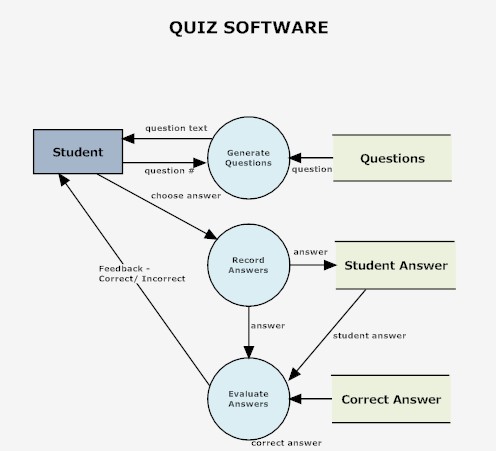 QUIZ SOFTWARE
question text
Student
Generate
Questions
Questions
question #
question
choose answer
Record
Answers
answer
Student Answer
Feedback -
Correct/ Incorrect
answer
student answer
Evaluate
Answers
Correct Answer
correct answer